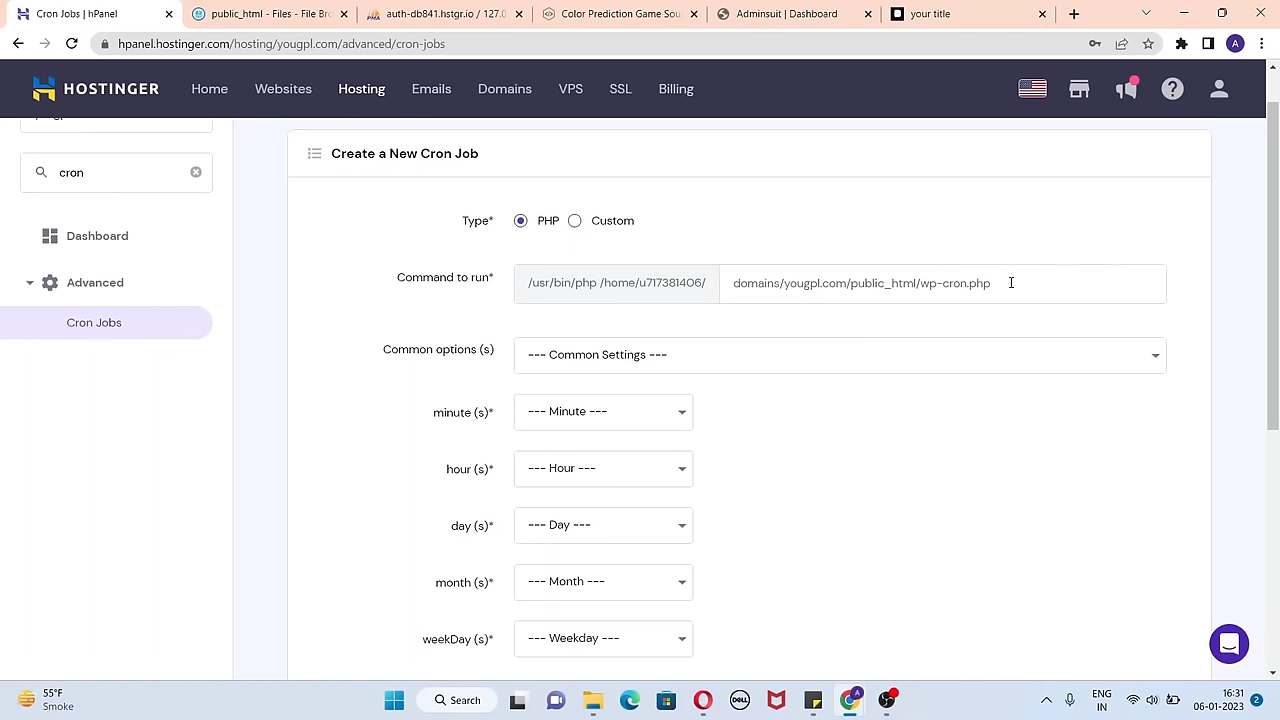 Cron Jobs | hPanel
public_html - Files - File Bro
auth-db841.hstgr.io / 127.0
Color Prediction Game Sou
Adminsuit | Dashboard
your title
hpanel.hostinger.com/hosting/yougpl.com/advanced/cron-jobs
A
HOSTINGER
Home
Websites
Hosting
Emails
Domains
VPS
SSL
Billing
cron
Dashboard
Advanced
Cron Jobs
Create a New Cron Job
Type*
PHP
Custom
Command to run*
/usr/bin/php /home/u717381406/
domains/yougpl.com/public_html/wp-cron.php
Common options (s)
--- Common Settings ---
minute (s)*
--- Minute ---
hour (s)*
--- Hour ---
day (s)*
--- Day ---
month (s)*
--- Month ---
weekDay (s)*
--- Weekday ---
55°F
Smoke
Search
DELL
A
ENG
IN
16:31
06-01-2023
2